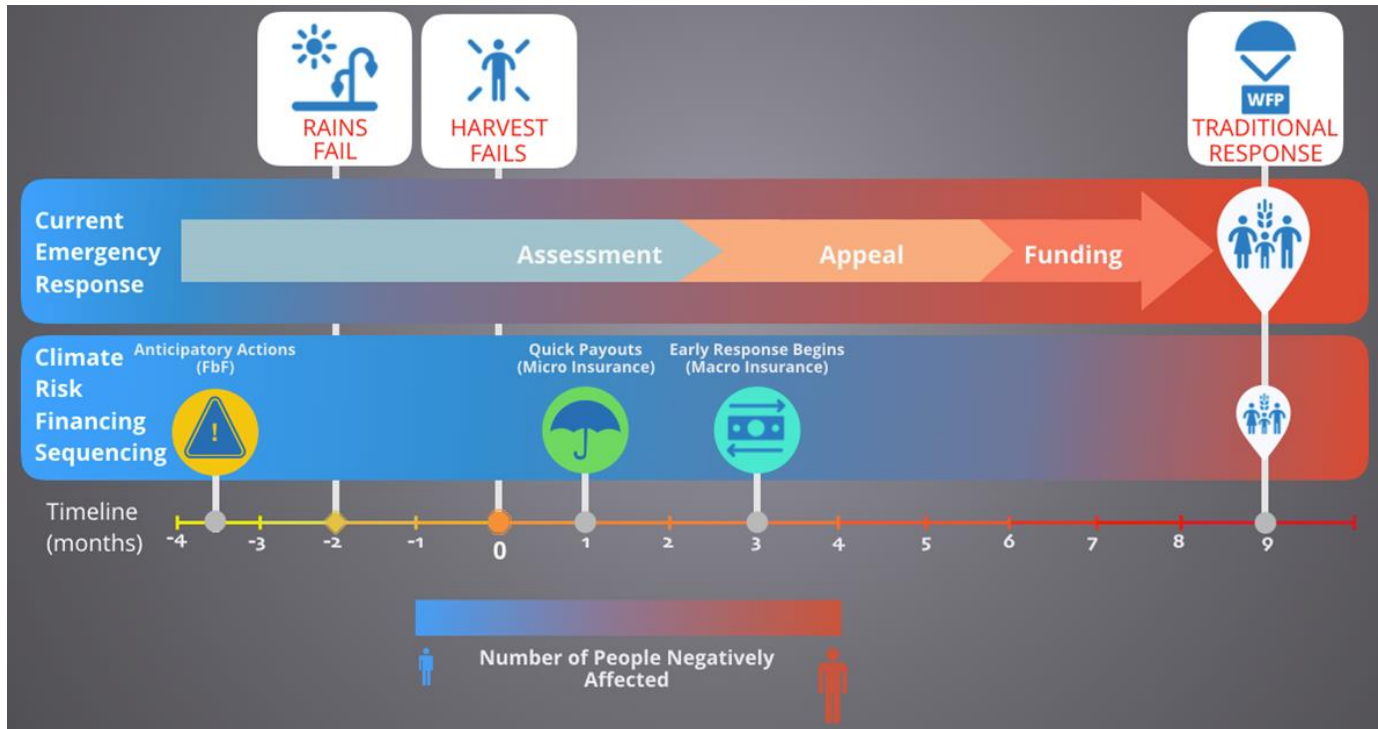 RAINS
FAIL
HARVEST
FAILS
WFP
TRADITIONAL
RESPONSE
Current
Emergency
Response
Assessment
Appeal
Funding
Climate
Risk
Financing
Sequencing
Anticipatory Actions
(FbF)
!
Quick Payouts
(Micro Insurance)
Early Response Begins
(Macro Insurance)
Timeline
(months)
-4 -3 -2 -1 0 1 2 3 4 5 6 7 8 9
Number of People Negatively
Affected